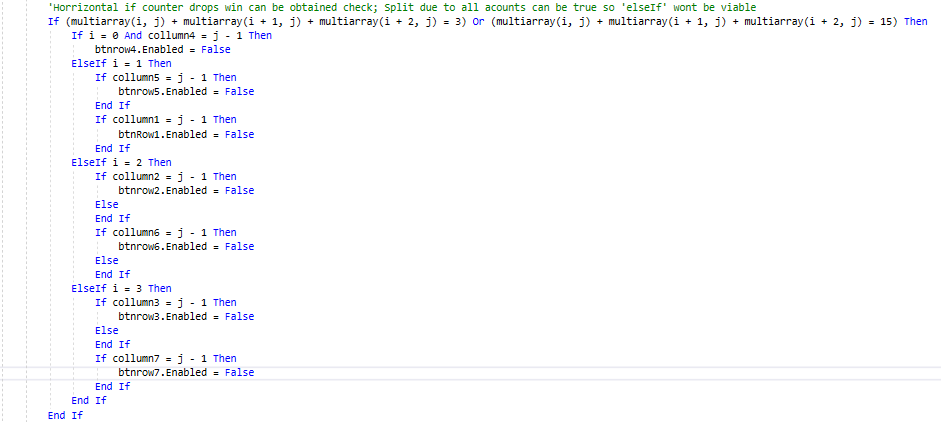 'Horrizontal if counter drops win can be obtained check; Split due to all acounts can be true so 'elseIf' wont be viable
If (multiarray(i, j) + multiarray(i + 1, j) + multiarray(i + 2, j) = 3) Or (multiarray(i, j) + multiarray(i + 1, j) + multiarray(i + 2, j) = 15) Then
If i = 0 And collumn4 = j - 1 Then
btnrow4.Enabled = False
ElseIf i = 1 Then
If collumn5 = j - 1 Then
btnrow5.Enabled = False
End If
If collumn1 = j - 1 Then
btnRow1.Enabled = False
End If
ElseIf i = 2 Then
If collumn2 = j - 1 Then
btnrow2.Enabled = False
Else
End If
If collumn6 = j - 1 Then
btnrow6.Enabled = False
Else
End If
ElseIf i = 3 Then
If collumn3 = j - 1 Then
btnrow3.Enabled = False
Else
End If
If collumn7 = j - 1 Then
btnrow7.Enabled = False
End If
End If
End If